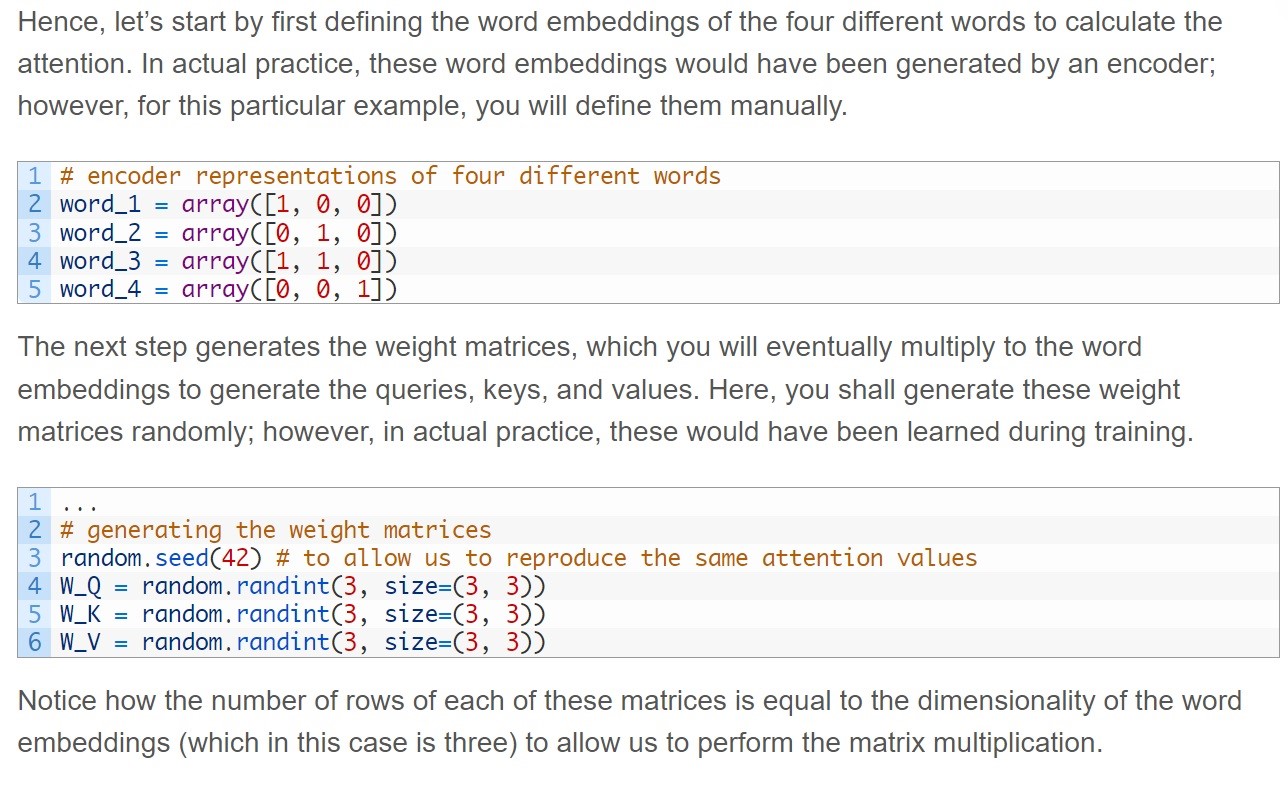 Hence, let’s start by first defining the word embeddings of the four different words to calculate the
attention. In actual practice, these word embeddings would have been generated by an encoder;
however, for this particular example, you will define them manually.
1 # encoder representations of four different words
2 word_1 = array([1, 0, 0])
3 word_2 = array([0, 1, 0])
4 word_3 = array([1, 1, 0])
5 word_4 = array([0, 0, 1])
The next step generates the weight matrices, which you will eventually multiply to the word
embeddings to generate the queries, keys, and values. Here, you shall generate these weight
matrices randomly; however, in actual practice, these would have been learned during training.
1 ...
2 # generating the weight matrices
3 random.seed(42) # to allow us to reproduce the same attention values
4 W_Q = random.randint(3, size=(3, 3))
5 W_K = random.randint(3, size=(3, 3))
6 W_V = random.randint(3, size=(3, 3))
Notice how the number of rows of each of these matrices is equal to the dimensionality of the word
embeddings (which in this case is three) to allow us to perform the matrix multiplication.